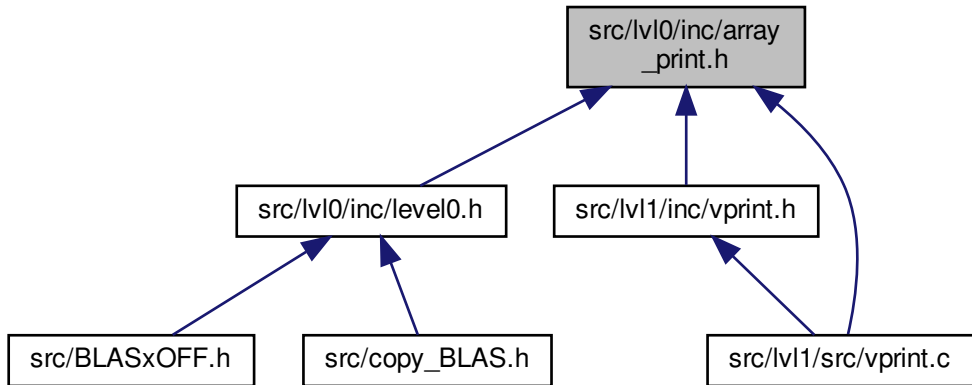 src/lvl0/inc/array
_print.h
src/lvl0/inc/level0.h
src/lvl1/inc/vprint.h
src/BLASxOFF.h
src/copy_BLAS.h
src/lvl1/src/vprint.c